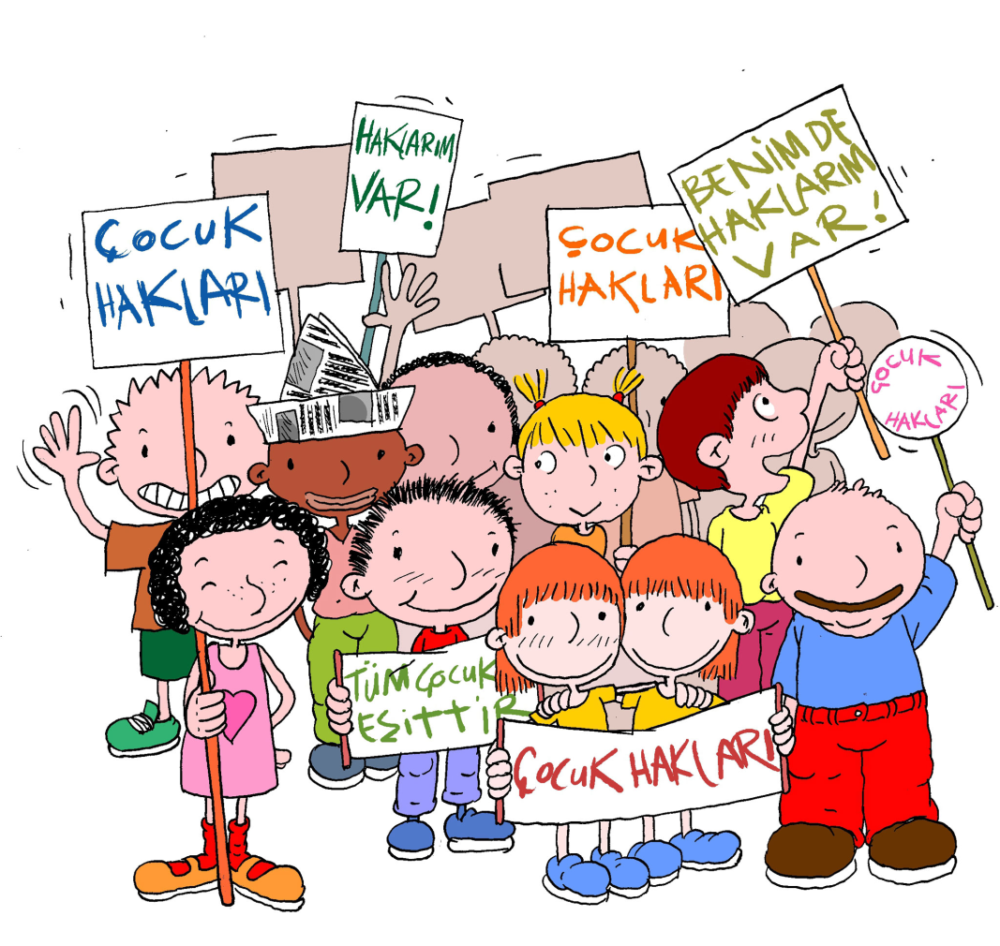 HAKLARIM
VAR!
BENİM DE
HAKLARIM
VAR!
ÇOCUK
HAKLARI
ÇOCUK
HAKLARI
ÇOCUK
HAKLARI
TÜM ÇOCUK
EŞİTTİR
ÇOCUK HAKLARI